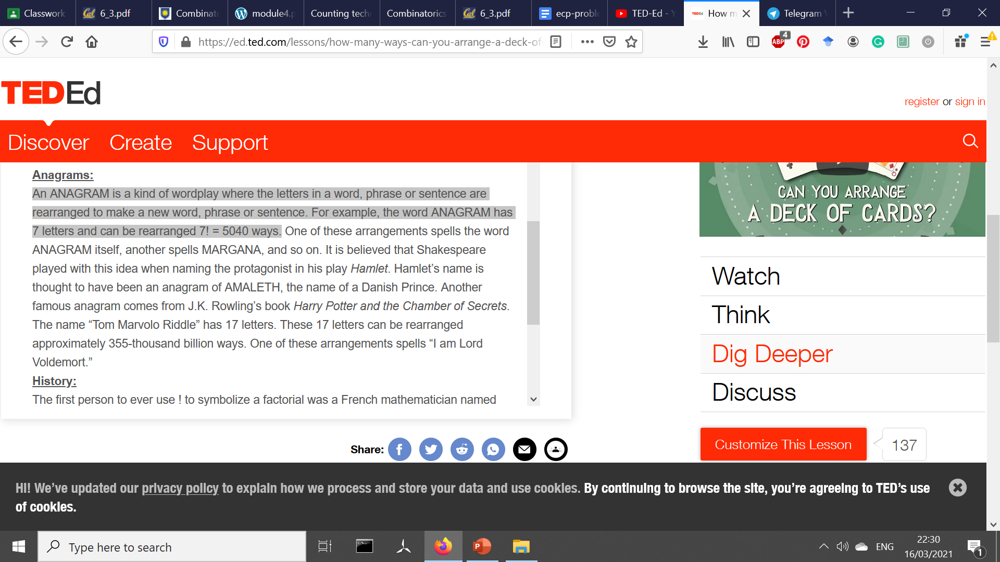 Classwork
6_3.pdf
Combinato
module4.p
Counting techn
Combinatorics
6_3.pdf
ecp-proble
TED-Ed - Y
How m
Telegram
https://ed.ted.com/lessons/how-many-ways-can-you-arrange-a-deck-of-
ABP
4
TEDEd
register or sign in
Discover Create Support
Anagrams:
An ANAGRAM is a kind of wordplay where the letters in a word, phrase or sentence are
rearranged to make a new word, phrase or sentence. For example, the word ANAGRAM has
7 letters and can be rearranged 7! = 5040 ways. One of these arrangements spells the word
ANAGRAM itself, another spells MARGANA, and so on. It is believed that Shakespeare
played with this idea when naming the protagonist in his play Hamlet. Hamlet’s name is
thought to have been an anagram of AMALETH, the name of a Danish Prince. Another
famous anagram comes from J.K. Rowling’s book Harry Potter and the Chamber of Secrets.
The name “Tom Marvolo Riddle” has 17 letters. These 17 letters can be rearranged
approximately 355-thousand billion ways. One of these arrangements spells “I am Lord
Voldemort.”
History:
The first person to ever use ! to symbolize a factorial was a French mathematician named
CAN YOU ARRANGE
A DECK OF CARDS?
Watch
Think
Dig Deeper
Discuss
Customize This Lesson
137
Share:
Hi! We’ve updated our privacy policy to explain how we process and store your data and use cookies. By continuing to browse the site, you’re agreeing to TED’s use
of cookies.
Type here to search
ENG
22:30
16/03/2021
1